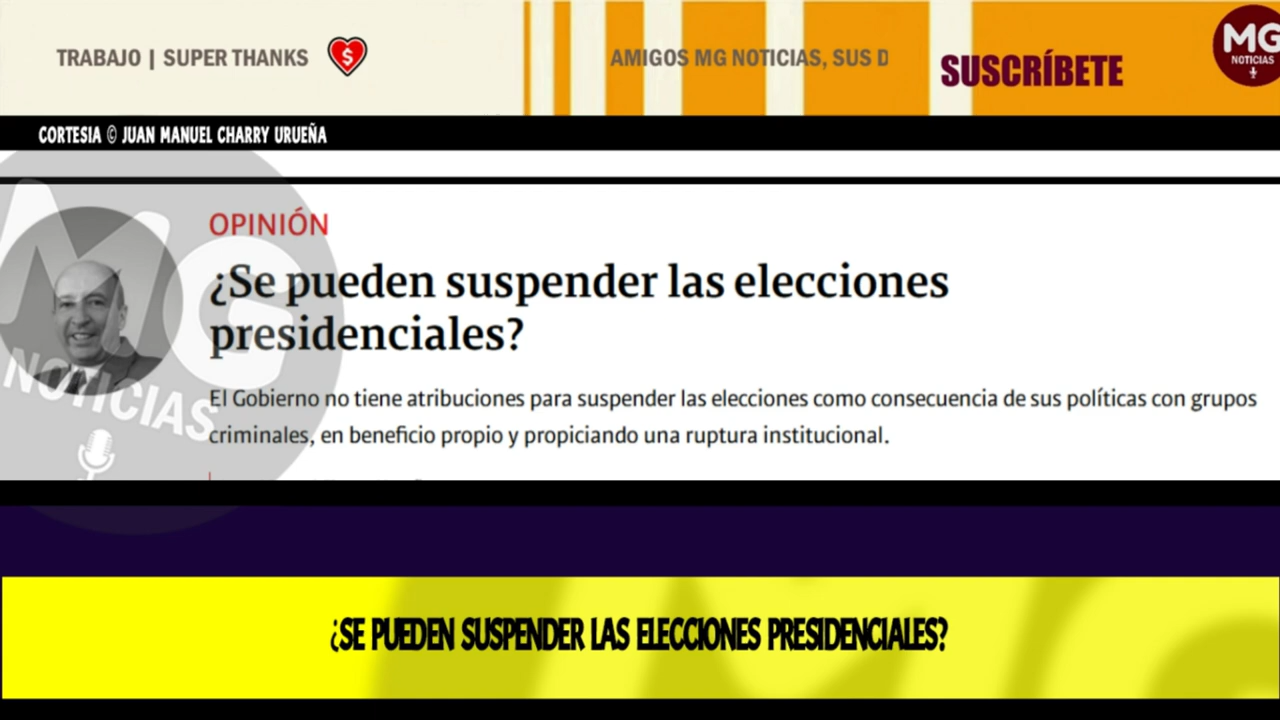 TRABAJO | SUPER THANKS
AMIGOS MG NOTICIAS, SUS D
SUSCRÍBETE
MG
NOTICIAS
CORTESIA © JUAN MANUEL CHARRY URUEÑA
OPINIÓN
¿Se pueden suspender las elecciones
presidenciales?
El Gobierno no tiene atribuciones para suspender las elecciones como consecuencia de sus políticas con grupos
criminales, en beneficio propio y propiciando una ruptura institucional.
MG
NOTICIAS
¿SE PUEDEN SUSPENDER LAS ELECCIONES PRESIDENCIALES?